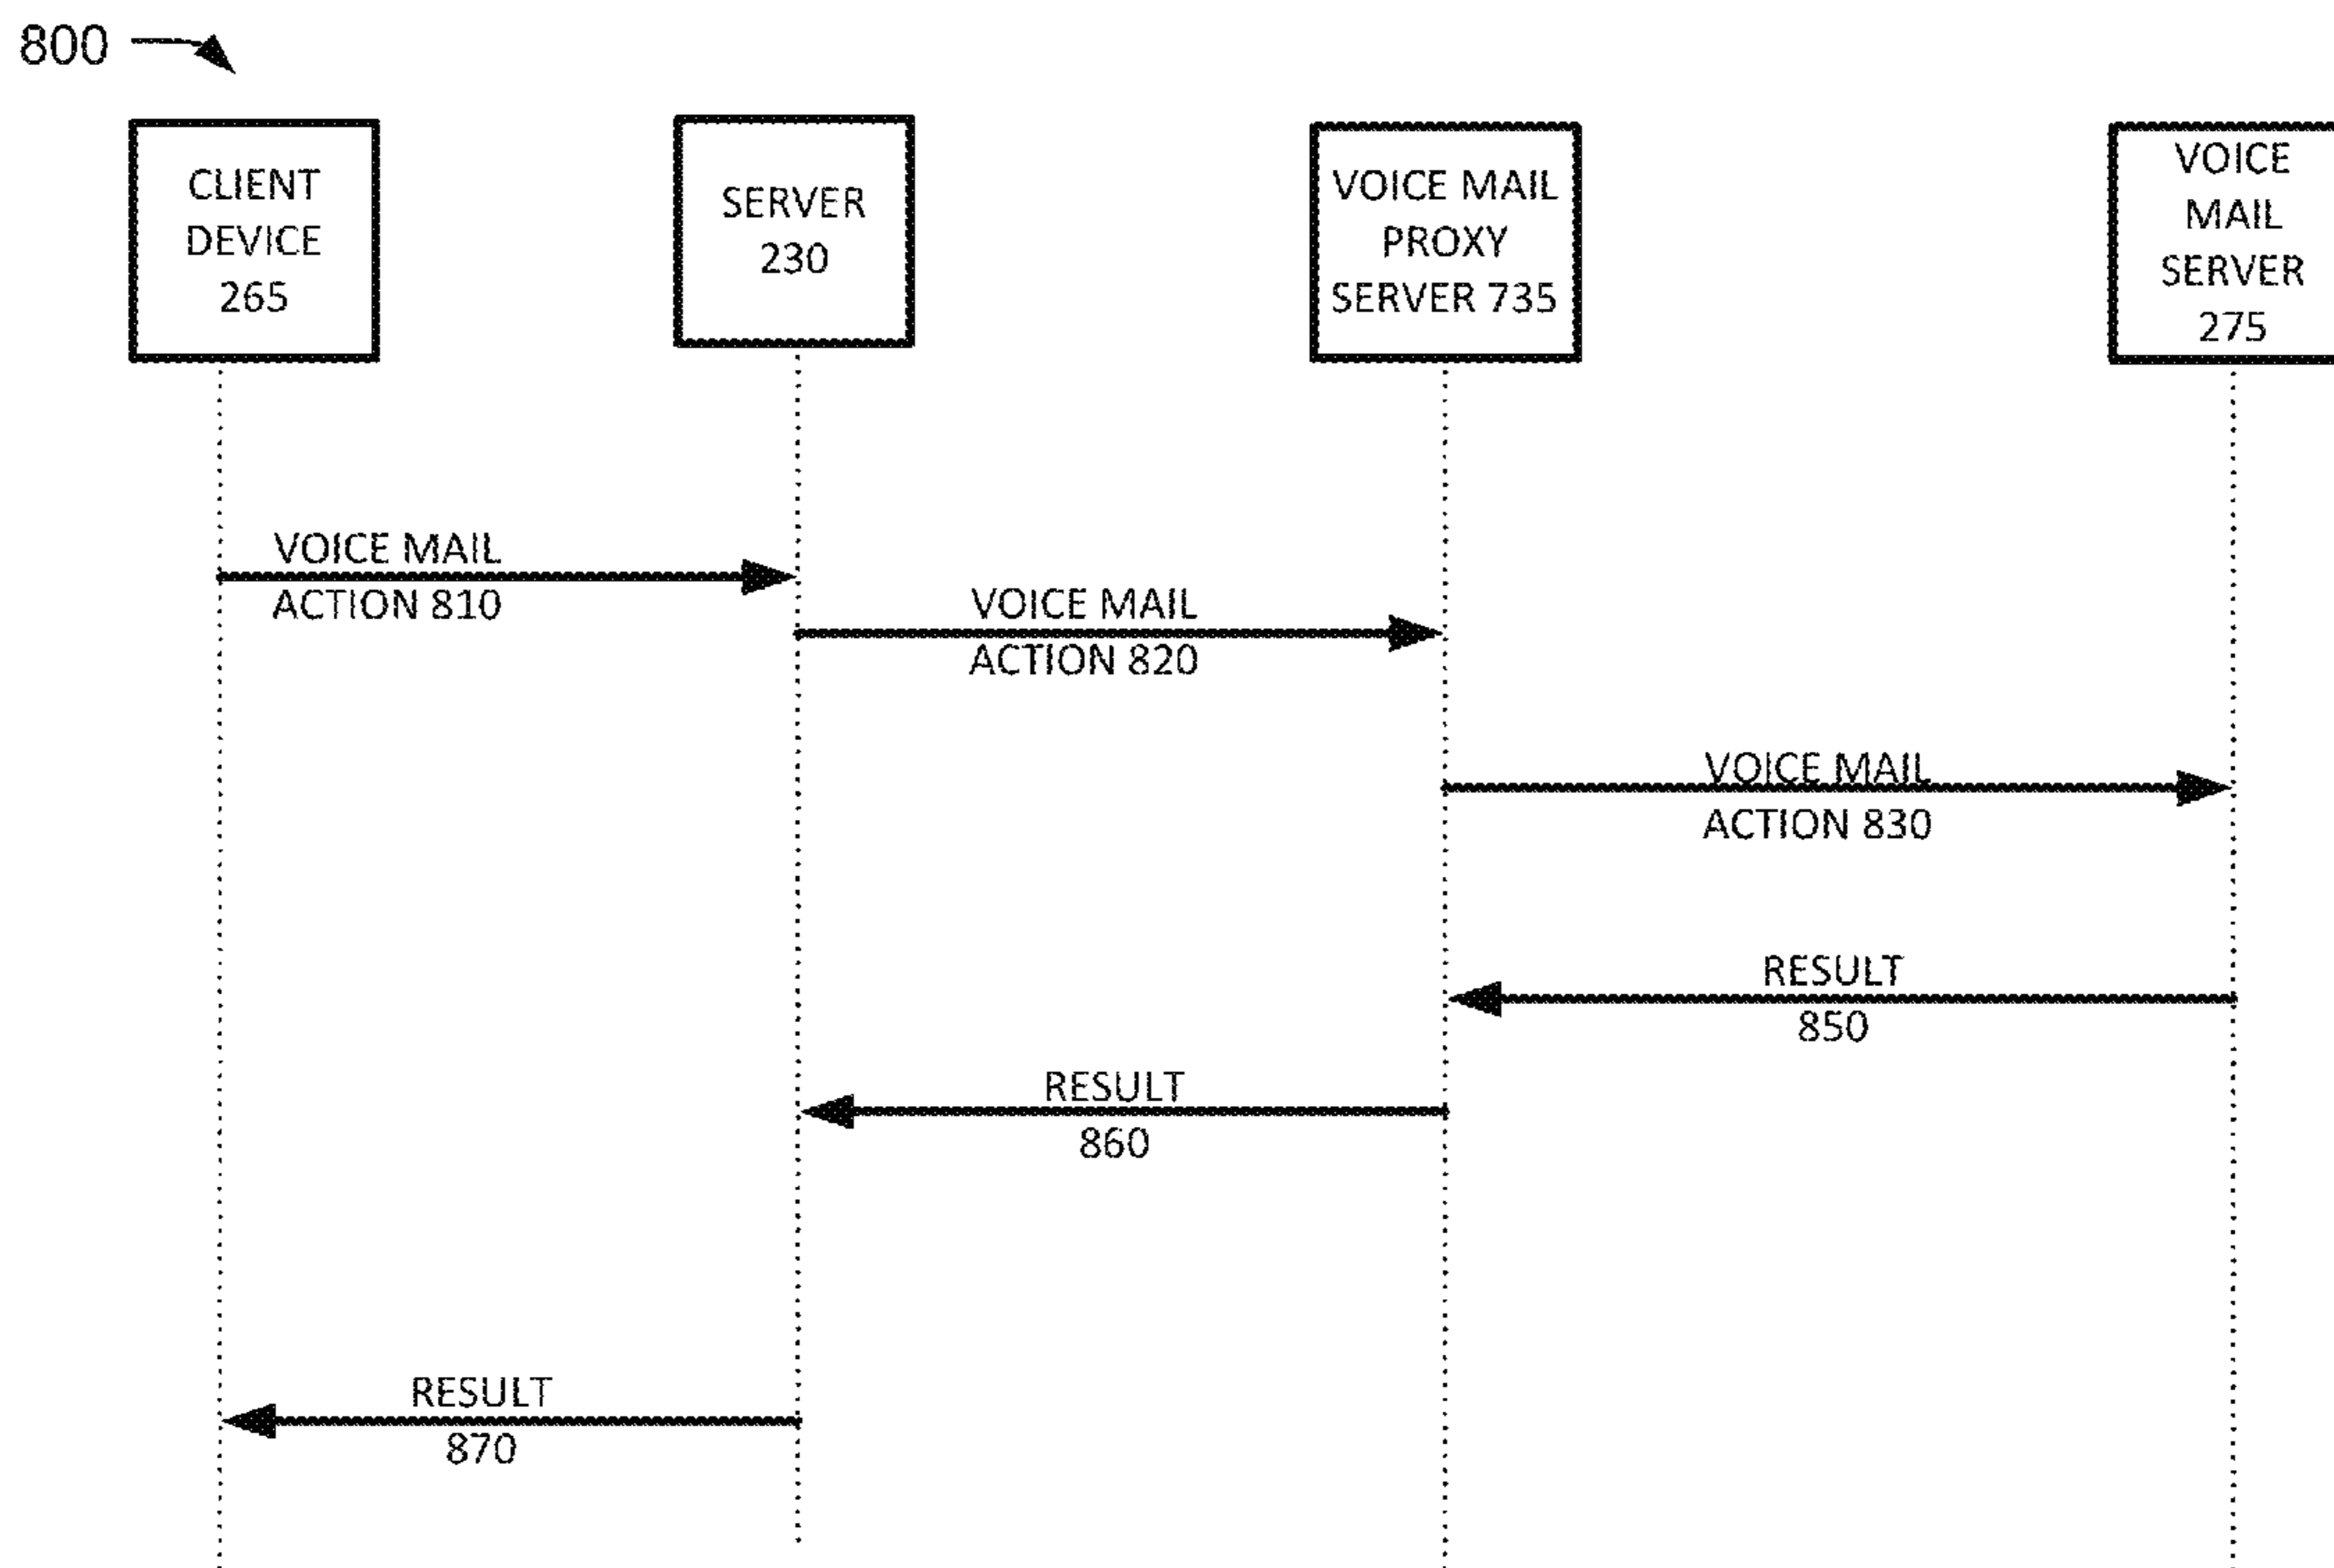 800
CLIENT
DEVICE
265
SERVER
230
VOICE MAIL
PROXY
SERVER 735
VOICE
MAIL
SERVER
275
VOICE MAIL
ACTION 810
VOICE MAIL
ACTION 820
VOICE MAIL
ACTION 830
RESULT
850
RESULT
860
RESULT
870